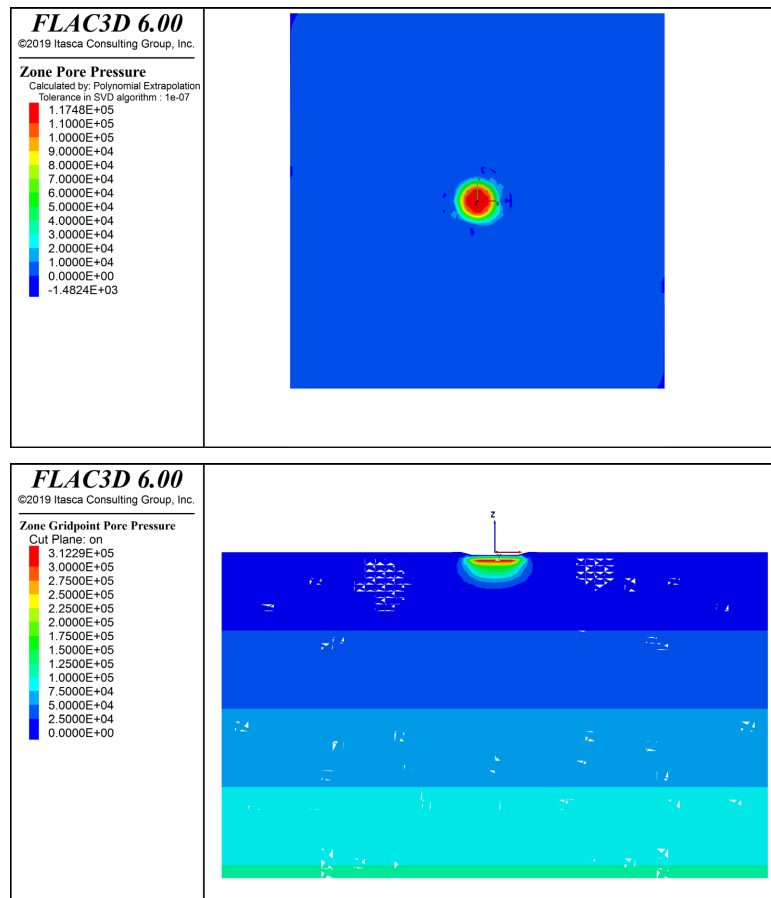 FLAC3D 6.00
©2019 Itasca Consulting Group, Inc.
Zone Pore Pressure
Calculated by: Polynomial Extrapolation
Tolerance in SVD algorithm : 1e-07
1.1748E+05
1.1000E+05
1.0000E+05
9.0000E+04
8.0000E+04
7.0000E+04
6.0000E+04
5.0000E+04
4.0000E+04
3.0000E+04
2.0000E+04
1.0000E+04
0.0000E+00
-1.4824E+03
FLAC3D 6.00
©2019 Itasca Consulting Group, Inc.
Zone Gridpoint Pore Pressure
Cut Plane: on
3.1229E+05
3.0000E+05
2.7500E+05
2.5000E+05
2.2500E+05
2.0000E+05
1.7500E+05
1.5000E+05
1.2500E+05
1.0000E+05
7.5000E+04
5.0000E+04
2.5000E+04
0.0000E+00
Z